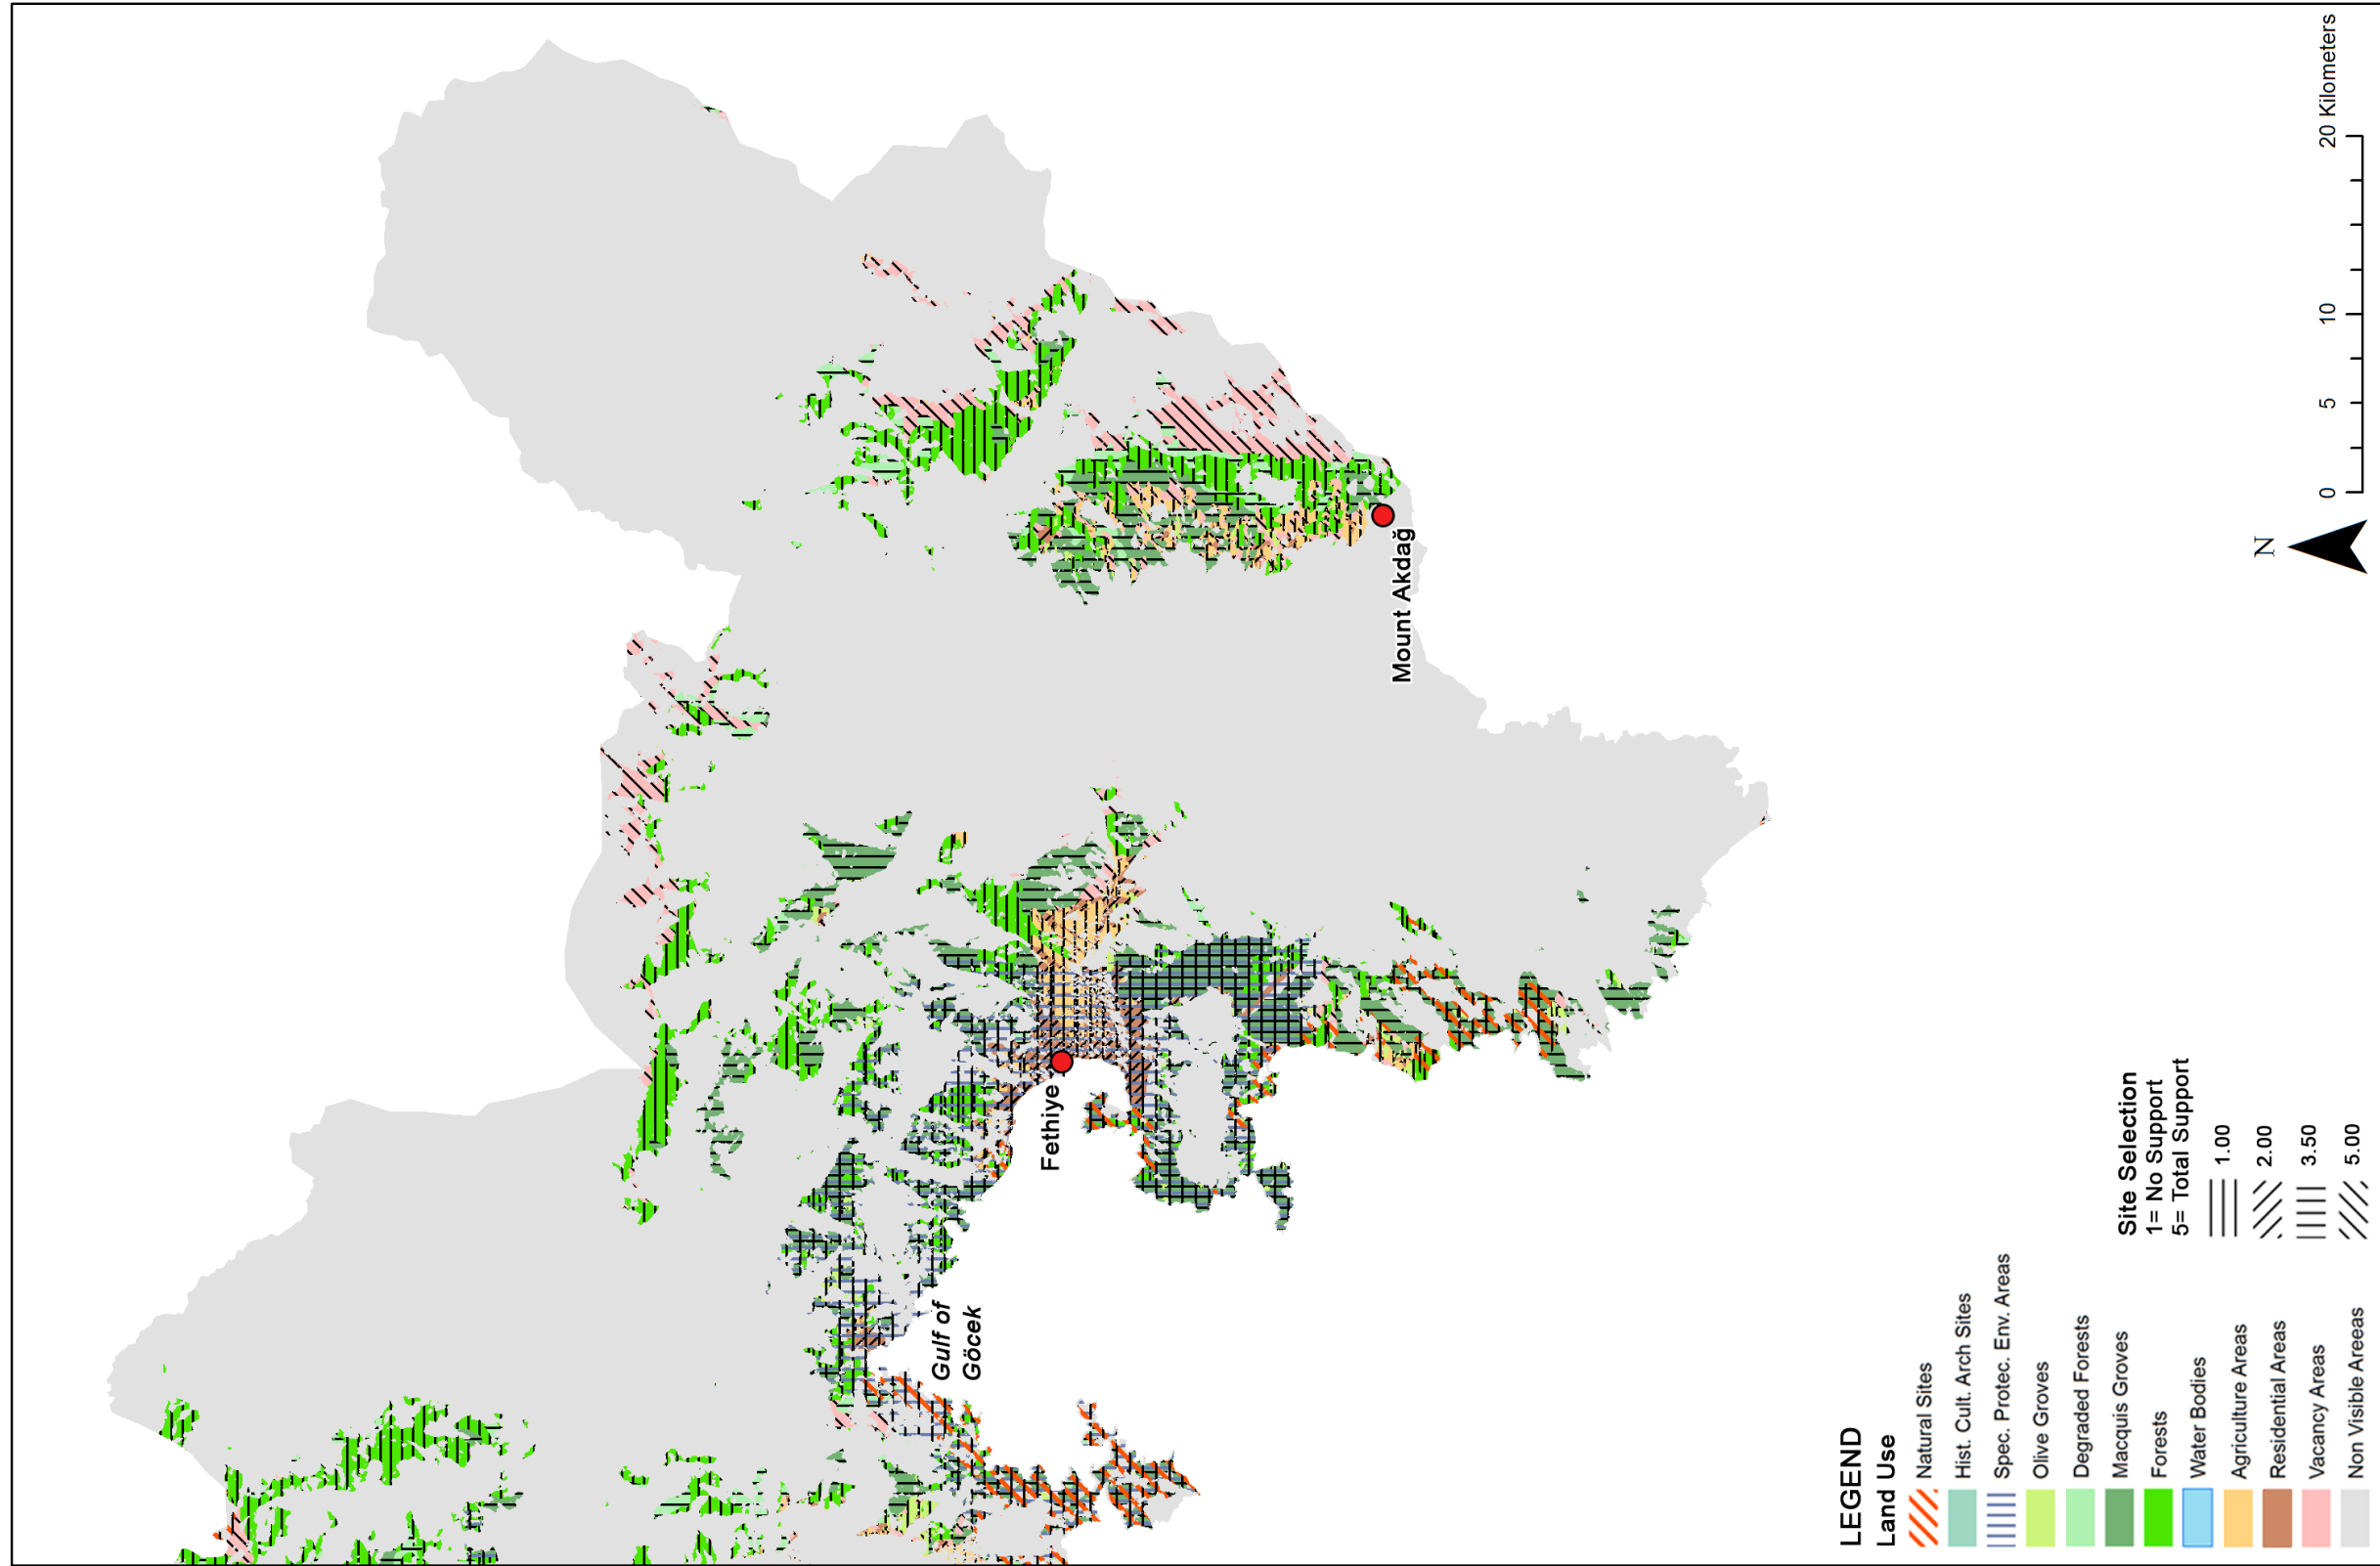 Gulf of
Göcek
Fethiye
Mount Akdağ
LEGEND
Land Use
Natural Sites
Hist. Cult. Arch Sites
Spec. Protec. Env. Areas
Olive Groves
Degraded Forests
Macquis Groves
Forests
Water Bodies
Agriculture Areas
Residential Areas
Vacancy Areas
Non Visible Areeas
Site Selection
1= No Support
5= Total Support
1.00
2.00
3.50
5.00
N
0 5 10 20 Kilometers